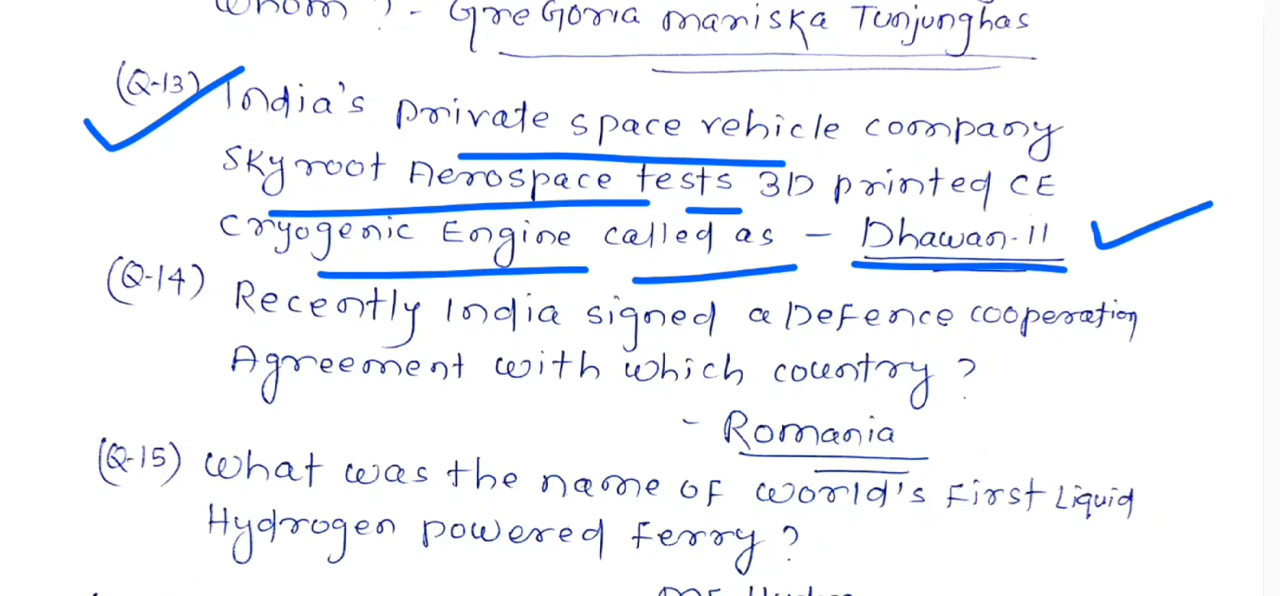 Whom? - GreGoria mariska Tunjunghas
(Q-13) India's private space vehicle company
Skyroot Aerospace tests 3D printed CE
Cryogenic Engine called as - Dhawan-II
(Q-14) Recently India signed a Defence cooperation
Agreement with which country?
- Romania
(Q-15) What was the name of world's First Liquid
Hydrogen powered Ferry?